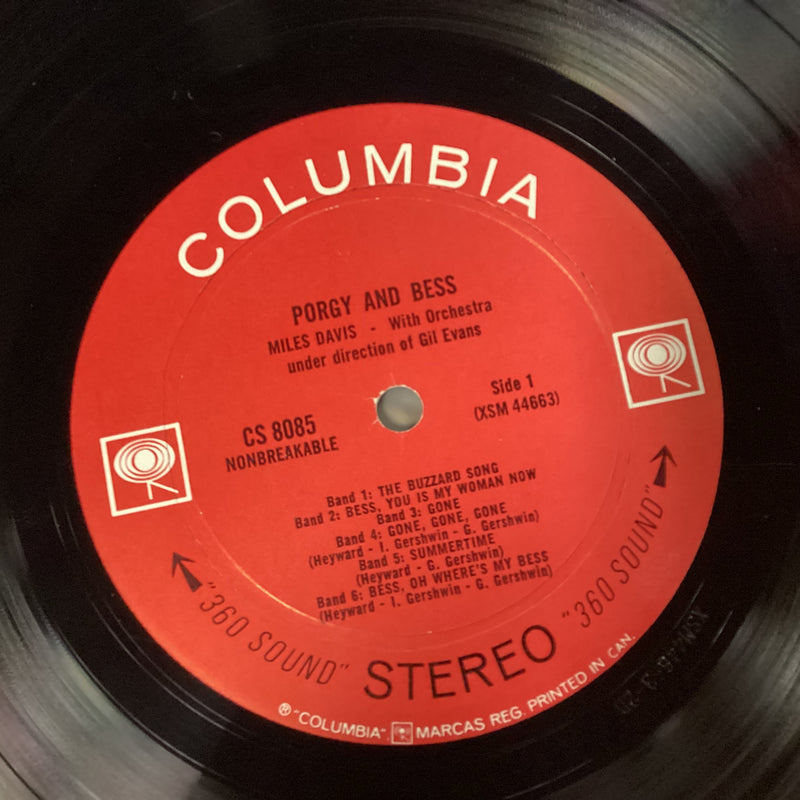 COLUMBIA
PORGY AND BESS
MILES DAVIS - With Orchestra
under direction of Gil Evans
CS 8085
NONBREAKABLE
Side 1
(XSM 44663)
Band 1: THE BUZZARD SONG
Band 2: BESS, YOU IS MY WOMAN NOW
Band 3: GONE
Band 4: GONE, GONE, GONE
(Heyward - I. Gershwin - G. Gershwin)
Band 5: SUMMERTIME
(Heyward - G. Gershwin)
Band 6: BESS, OH WHERE'S MY BESS
(Heyward - I. Gershwin - G. Gershwin)
"360 SOUND" STEREO "360 SOUND"
® "COLUMBIA", MARCAS REG. PRINTED IN CAN.